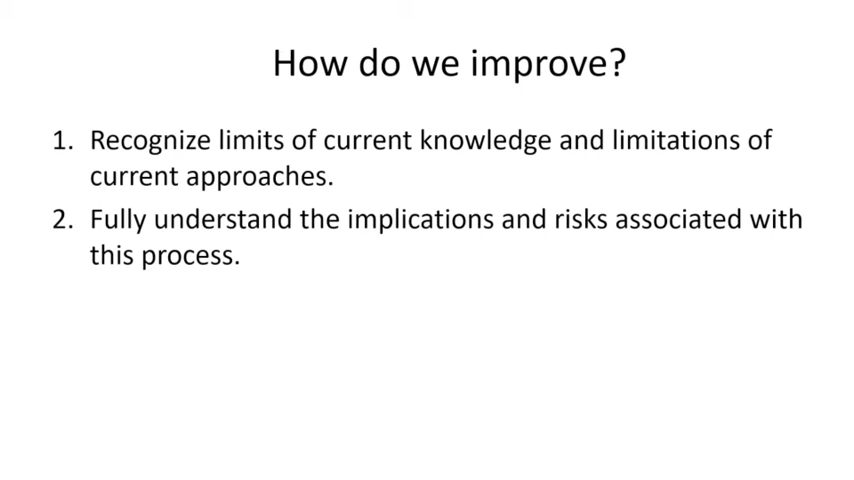 How do we improve?
1. Recognize limits of current knowledge and limitations of
current approaches.
2. Fully understand the implications and risks associated with
this process.